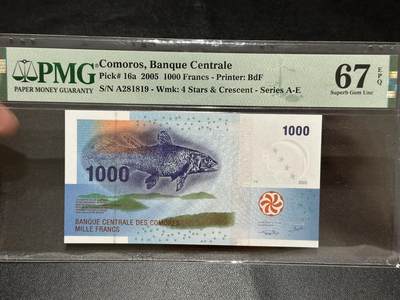 PMG
PAPER MONEY GUARANTY
Comoros, Banque Centrale
Pick# 16a 2005 1000 Francs - Printer: BdF
S/N A281819 - Wmk: 4 Stars & Crescent - Series A-E
67 EPQ
Superb Gem Unc
1000
1000
BANQUE CENTRALE DES COMORES
MILLE FRANCS